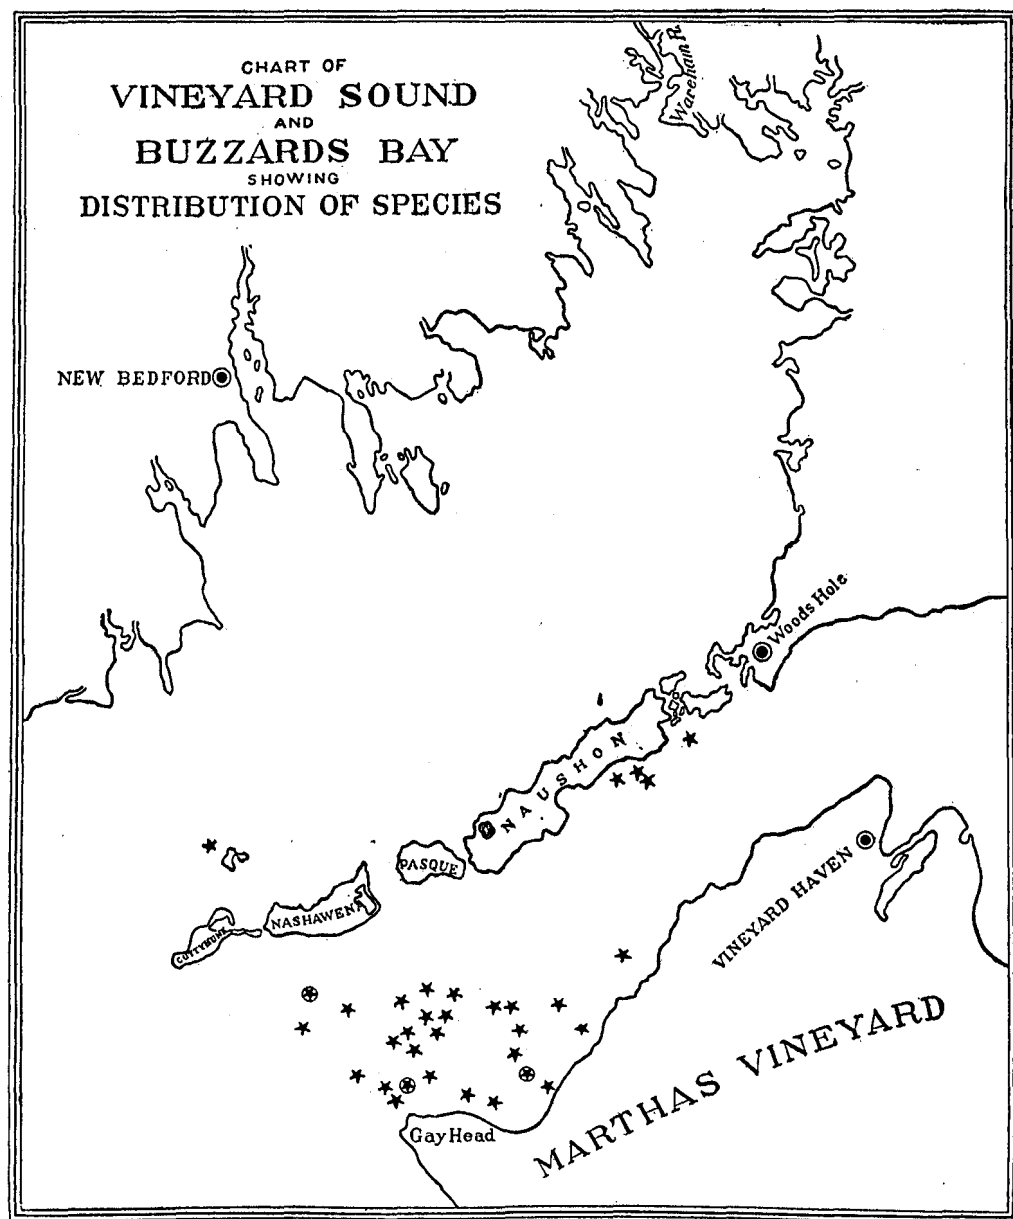 CHART OF
VINEYARD SOUND
AND
BUZZARDS BAY
SHOWING
DISTRIBUTION OF SPECIES
Wareham R.
NEW BEDFORD
Woods Hole
NAUSHON
PASQUE
NASHAWENA
CUTTYHUNK
VINEYARD HAVEN
MARTHAS VINEYARD
Gay Head